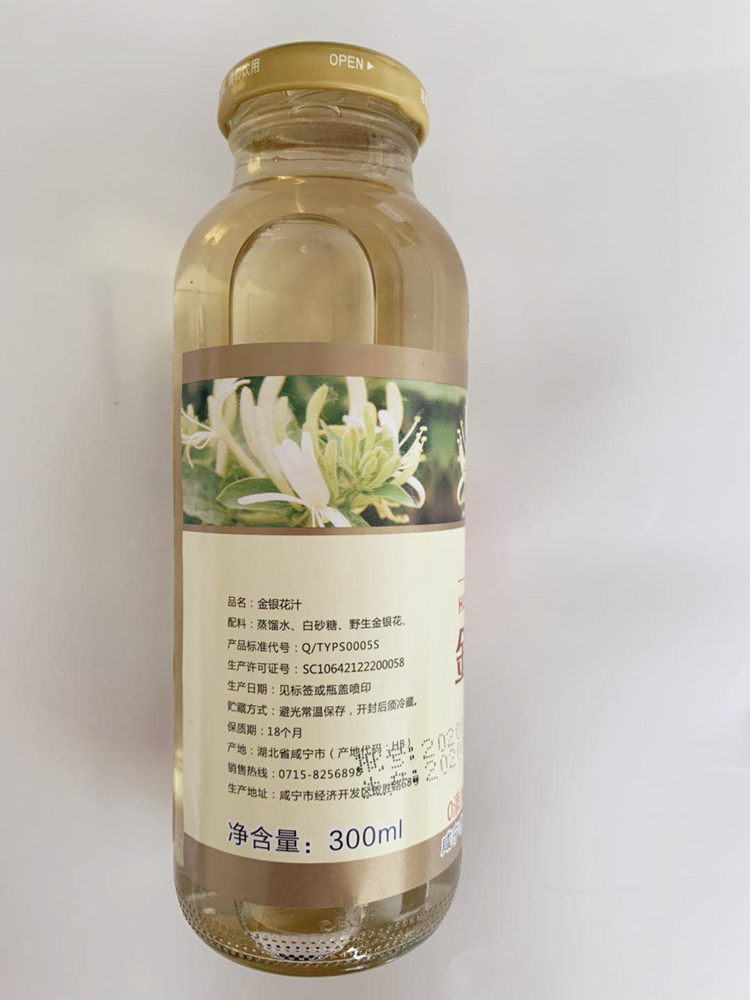 OPEN
品名：金银花汁
配料：蒸馏水、白砂糖、野生金银花、
产品标准代号：Q/TYPS0005S
生产许可证号：SC10642122200058
生产日期：见标签或瓶盖喷印
贮藏方式：避光常温保存，开封后须冷藏。
保质期：18个月
产地：湖北省咸宁市（产地代码：HB）
销售热线：0715-8256898
生产地址：咸宁市经济开发区
净含量：300ml